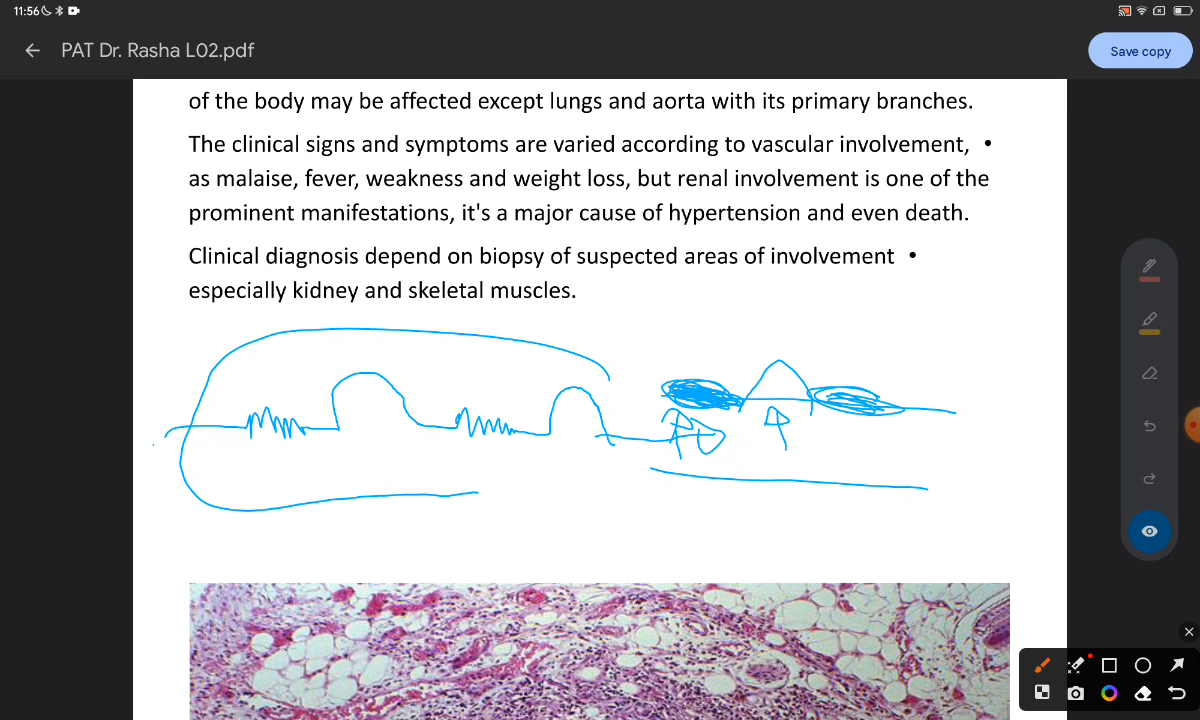 11:56
PAT Dr. Rasha L02.pdf
Save copy
of the body may be affected except lungs and aorta with its primary branches.
The clinical signs and symptoms are varied according to vascular involvement, •
as malaise, fever, weakness and weight loss, but renal involvement is one of the
prominent manifestations, it's a major cause of hypertension and even death.
Clinical diagnosis depend on biopsy of suspected areas of involvement •
especially kidney and skeletal muscles.